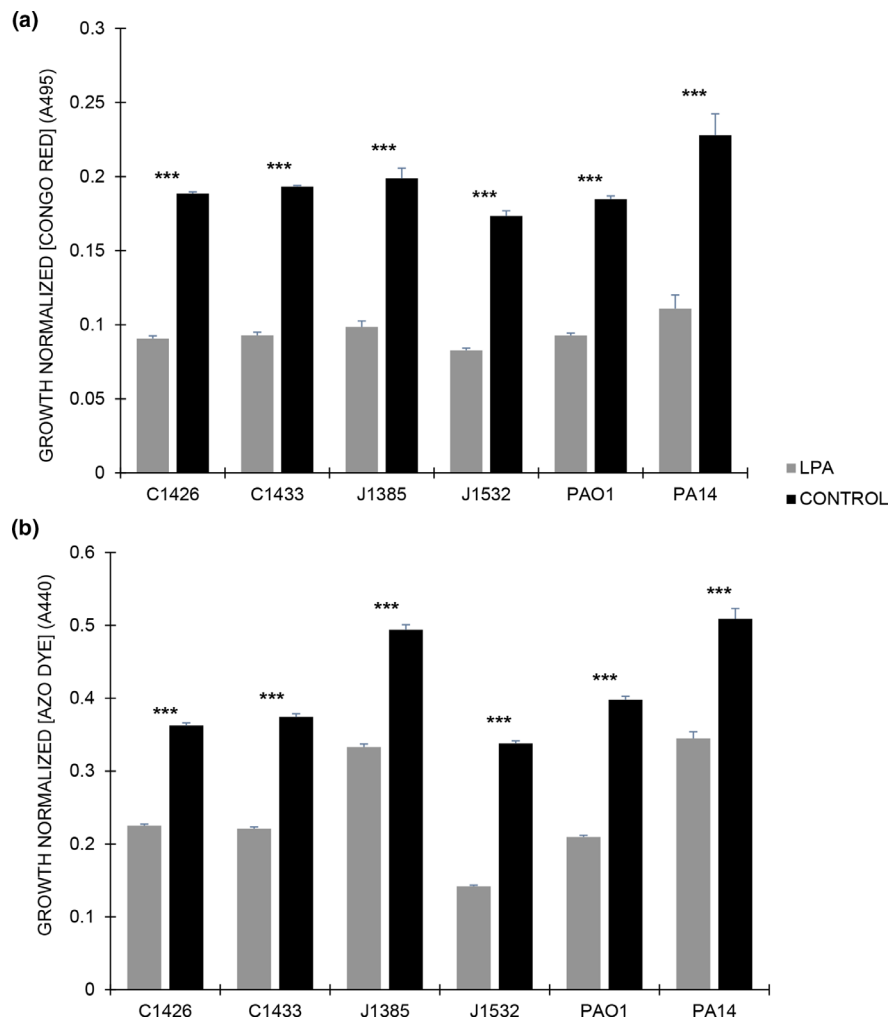 (a)
GROWTH NORMALIZED [CONGO RED] (A495)
0.3
0.25
0.2
0.15
0.1
0.05
0
*** *** *** *** *** ***
C1426 C1433 J1385 J1532 PAO1 PA14
LPA
CONTROL
(b)
GROWTH NORMALIZED [AZO DYE] (A440)
0.6
0.5
0.4
0.3
0.2
0.1
0
*** *** *** *** *** ***
C1426 C1433 J1385 J1532 PAO1 PA14